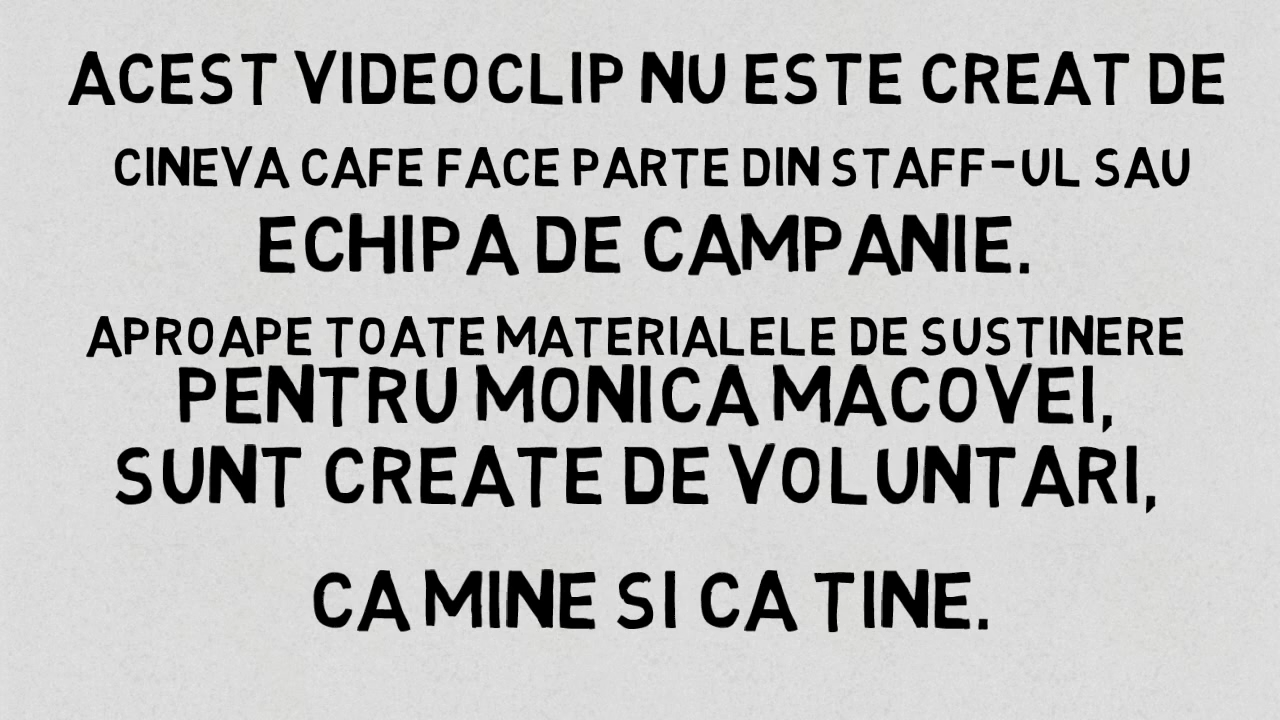 ACEST VIDEOCLIP NU ESTE CREAT DE
CINEVA CAFE FACE PARTE DIN STAFF-UL SAU
ECHIPA DE CAMPANIE.
APROAPE TOATE MATERIALELE DE SUSTINERE
PENTRU MONICA MACOVEI,
SUNT CREATE DE VOLUNTARI,
CA MINE SI CA TINE.